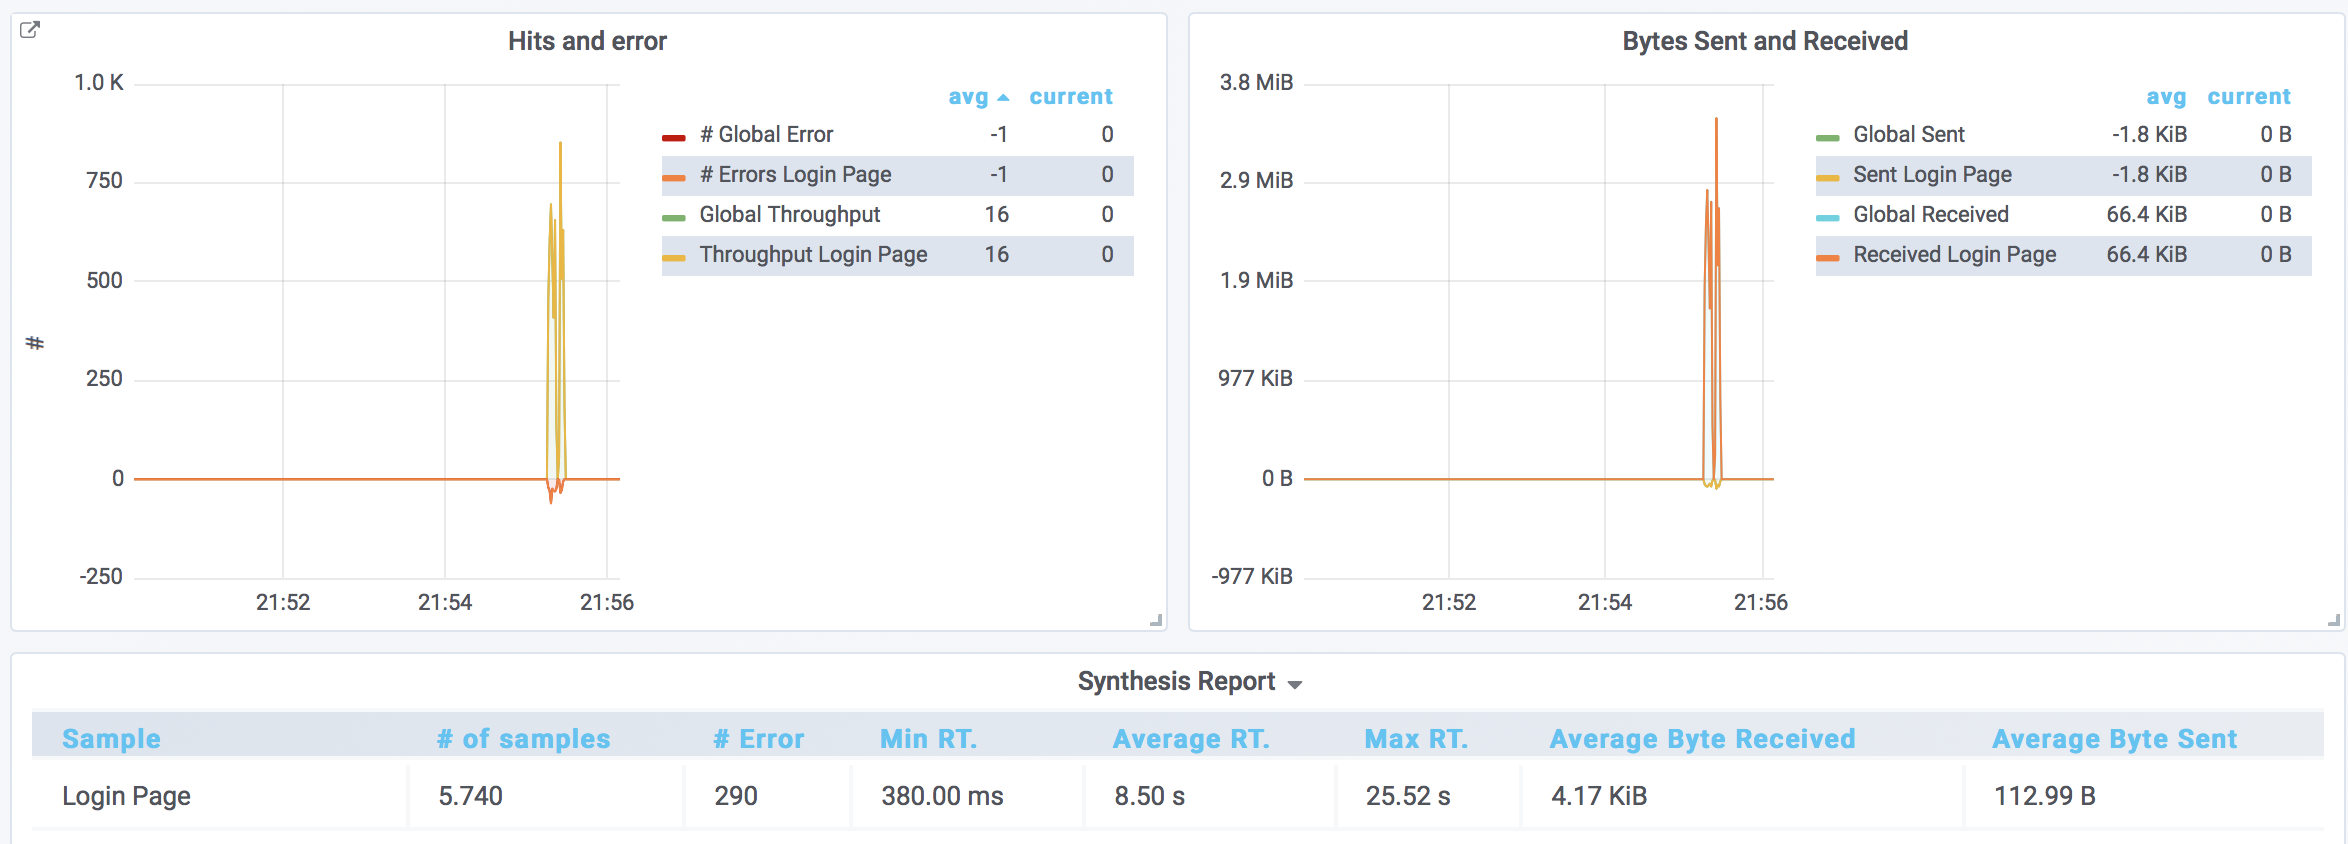 Hits and error
1.0 K
750
500
250
0
-250
#
21:52 21:54 21:56
avg current
# Global Error -1 0
# Errors Login Page -1 0
Global Throughput 16 0
Throughput Login Page 16 0
Bytes Sent and Received
3.8 MiB
2.9 MiB
1.9 MiB
977 KiB
0 B
-977 KiB
21:52 21:54 21:56
avg current
Global Sent -1.8 KiB 0 B
Sent Login Page -1.8 KiB 0 B
Global Received 66.4 KiB 0 B
Received Login Page 66.4 KiB 0 B
Synthesis Report
Sample # of samples # Error Min RT. Average RT. Max RT. Average Byte Received Average Byte Sent
Login Page 5.740 290 380.00 ms 8.50 s 25.52 s 4.17 KiB 112.99 B